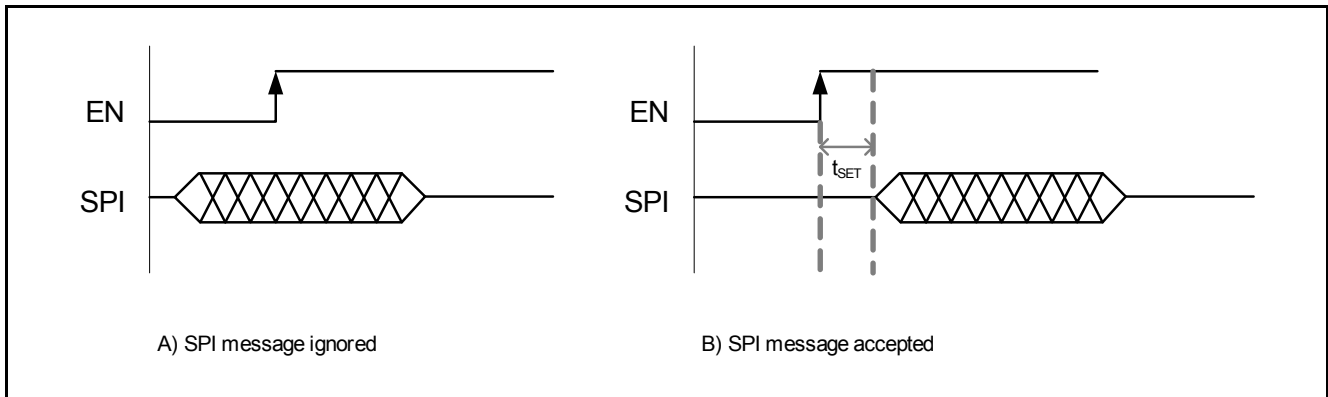 EN
SPI
A) SPI message ignored
EN
tSET
SPI
B) SPI message accepted